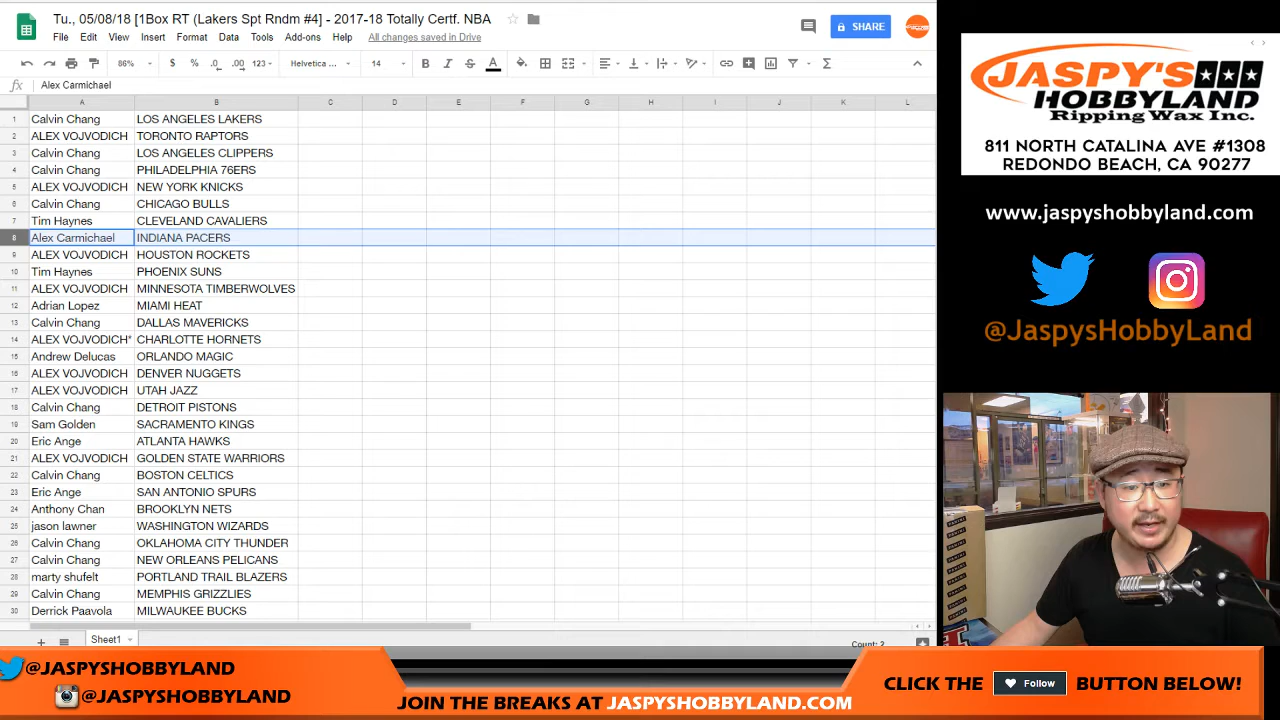 Tu., 05/08/18 [1Box RT (Lakers Spt Rndm #4] - 2017-18 Totally Certf. NBA
File Edit View Insert Format Data Tools Add-ons Help All changes saved in Drive
SHARE
86% $ % .0 .00 123 Helvetica ... 14 B I S A
fx Alex Carmichael
A B C D E F G H I J K L
1 Calvin Chang LOS ANGELES LAKERS
2 ALEX VOJVODICH TORONTO RAPTORS
3 Calvin Chang LOS ANGELES CLIPPERS
4 Calvin Chang PHILADELPHIA 76ERS
5 ALEX VOJVODICH NEW YORK KNICKS
6 Calvin Chang CHICAGO BULLS
7 Tim Haynes CLEVELAND CAVALIERS
8 Alex Carmichael INDIANA PACERS
9 ALEX VOJVODICH HOUSTON ROCKETS
10 Tim Haynes PHOENIX SUNS
11 ALEX VOJVODICH MINNESOTA TIMBERWOLVES
12 Adrian Lopez MIAMI HEAT
13 Calvin Chang DALLAS MAVERICKS
14 ALEX VOJVODICH* CHARLOTTE HORNETS
15 Andrew Delucas ORLANDO MAGIC
16 ALEX VOJVODICH DENVER NUGGETS
17 ALEX VOJVODICH UTAH JAZZ
18 Calvin Chang DETROIT PISTONS
19 Sam Golden SACRAMENTO KINGS
20 Eric Ange ATLANTA HAWKS
21 ALEX VOJVODICH GOLDEN STATE WARRIORS
22 Calvin Chang BOSTON CELTICS
23 Eric Ange SAN ANTONIO SPURS
24 Anthony Chan BROOKLYN NETS
25 jason lawner WASHINGTON WIZARDS
26 Calvin Chang OKLAHOMA CITY THUNDER
27 Calvin Chang NEW ORLEANS PELICANS
28 marty shufelt PORTLAND TRAIL BLAZERS
29 Calvin Chang MEMPHIS GRIZZLIES
30 Derrick Paavola MILWAUKEE BUCKS
Sheet1
Count: 2
JASPY'S
HOBBYLAND
Ripping Wax Inc.
811 NORTH CATALINA AVE #1308
REDONDO BEACH, CA 90277
www.jaspyshobbyland.com
@JaspysHobbyLand
@JASPYSHOBBYLAND
@JASPYSHOBBYLAND
JOIN THE BREAKS AT JASPYSHOBBYLAND.COM
CLICK THE Follow BUTTON BELOW!